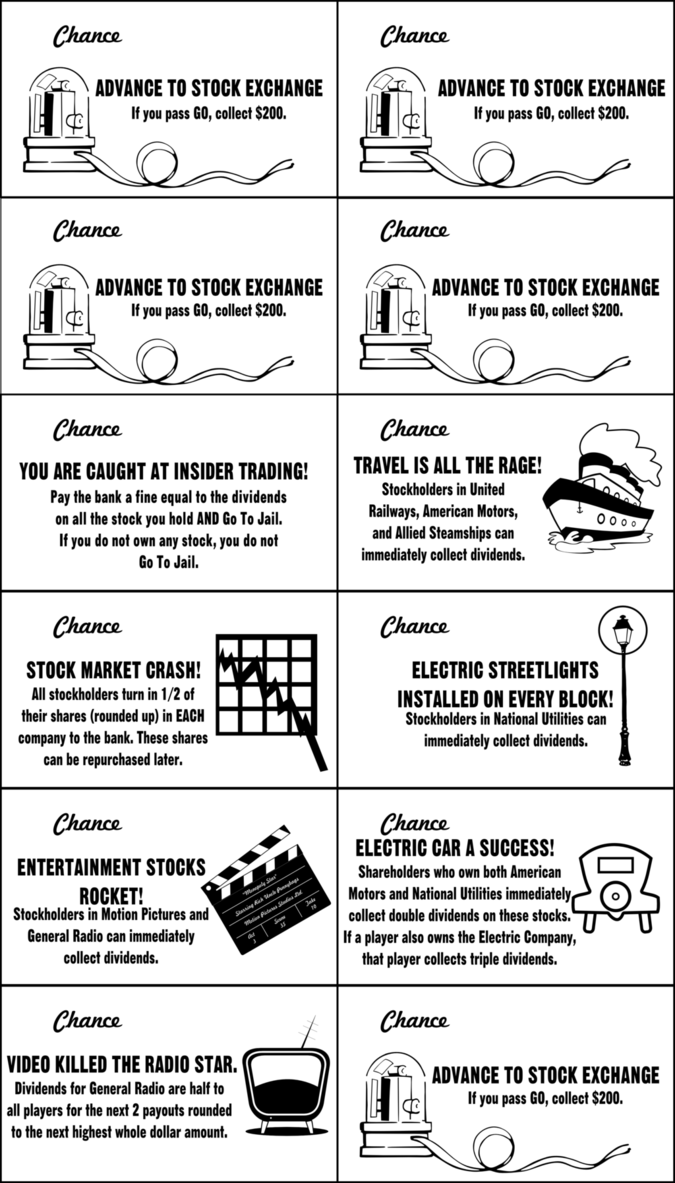 Chance
ADVANCE TO STOCK EXCHANGE
If you pass GO, collect $200.
Chance
ADVANCE TO STOCK EXCHANGE
If you pass GO, collect $200.
Chance
ADVANCE TO STOCK EXCHANGE
If you pass GO, collect $200.
Chance
ADVANCE TO STOCK EXCHANGE
If you pass GO, collect $200.
Chance
YOU ARE CAUGHT AT INSIDER TRADING!
Pay the bank a fine equal to the dividends
on all the stock you hold AND Go To Jail.
If you do not own any stock, you do not
Go To Jail.
Chance
TRAVEL IS ALL THE RAGE!
Stockholders in United
Railways, American Motors,
and Allied Steamships can
immediately collect dividends.
Chance
STOCK MARKET CRASH!
All stockholders turn in 1/2 of
their shares (rounded up) in EACH
company to the bank. These shares
can be repurchased later.
Chance
ELECTRIC STREETLIGHTS
INSTALLED ON EVERY BLOCK!
Stockholders in National Utilities can
immediately collect dividends.
Chance
ENTERTAINMENT STOCKS
ROCKET!
Stockholders in Motion Pictures and
General Radio can immediately
collect dividends.
"Monopoly Star"
Starring Rich Uncle Pennybags
Motion Pictures Studios Ltd.
Act
3
Scene
35
Take
10
Chance
ELECTRIC CAR A SUCCESS!
Shareholders who own both American
Motors and National Utilities immediately
collect double dividends on these stocks.
If a player also owns the Electric Company,
that player collects triple dividends.
Chance
VIDEO KILLED THE RADIO STAR.
Dividends for General Radio are half to
all players for the next 2 payouts rounded
to the next highest whole dollar amount.
Chance
ADVANCE TO STOCK EXCHANGE
If you pass GO, collect $200.